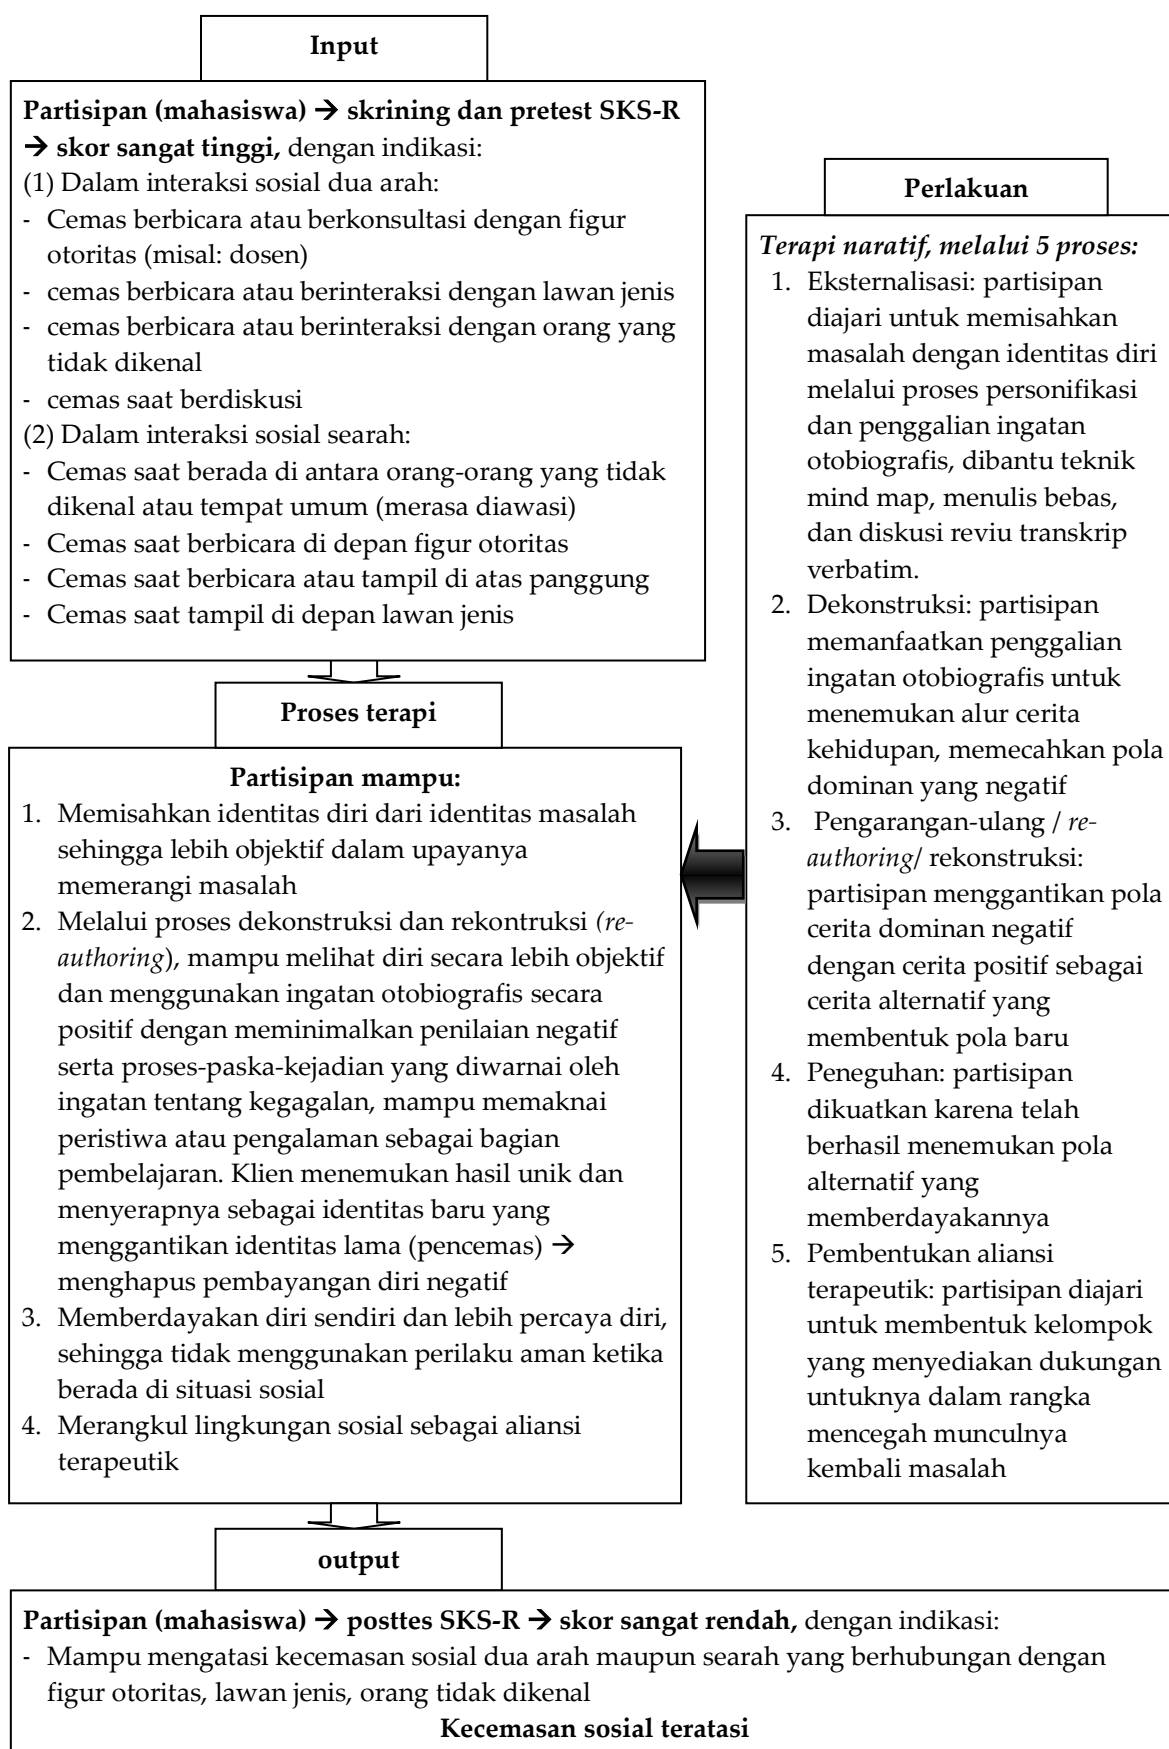 Input
Partisipan (mahasiswa) → skrining dan pretest SKS-R
→ skor sangat tinggi, dengan indikasi:
(1) Dalam interaksi sosial dua arah:
- Cemas berbicara atau berkonsultasi dengan figur
otoritas (misal: dosen)
- cemas berbicara atau berinteraksi dengan lawan jenis
- cemas berbicara atau berinteraksi dengan orang yang
tidak dikenal
- cemas saat berdiskusi
(2) Dalam interaksi sosial searah:
- Cemas saat berada di antara orang-orang yang tidak
dikenal atau tempat umum (merasa diawasi)
- Cemas saat berbicara di depan figur otoritas
- Cemas saat berbicara atau tampil di atas panggung
- Cemas saat tampil di depan lawan jenis
Perlakuan
Terapi naratif, melalui 5 proses:
1. Eksternalisasi: partisipan
diajari untuk memisahkan
masalah dengan identitas diri
melalui proses personifikasi
dan penggalian ingatan
otobiografis, dibantu teknik
mind map, menulis bebas,
dan diskusi reviu transkrip
verbatim.
2. Dekonstruksi: partisipan
memanfaatkan penggalian
ingatan otobiografis untuk
menemukan alur cerita
kehidupan, memecahkan pola
dominan yang negatif
3. Pengarangan-ulang / re-
authoring/ rekonstruksi:
partisipan menggantikan pola
cerita dominan negatif
dengan cerita positif sebagai
cerita alternatif yang
membentuk pola baru
4. Peneguhan: partisipan
dikuatkan karena telah
berhasil menemukan pola
alternatif yang
memberdayakannya
5. Pembentukan aliansi
terapeutik: partisipan diajari
untuk membentuk kelompok
yang menyediakan dukungan
untuknya dalam rangka
mencegah munculnya
kembali masalah
Proses terapi
Partisipan mampu:
1. Memisahkan identitas diri dari identitas masalah
sehingga lebih objektif dalam upayanya
memerangi masalah
2. Melalui proses dekonstruksi dan rekontruksi (re-
authoring), mampu melihat diri secara lebih objektif
dan menggunakan ingatan otobiografis secara
positif dengan meminimalkan penilaian negatif
serta proses-paska-kejadian yang diwarnai oleh
ingatan tentang kegagalan, mampu memaknai
peristiwa atau pengalaman sebagai bagian
pembelajaran. Klien menemukan hasil unik dan
menyerapnya sebagai identitas baru yang
menggantikan identitas lama (pencemas) →
menghapus pembayangan diri negatif
3. Memberdayakan diri sendiri dan lebih percaya diri,
sehingga tidak menggunakan perilaku aman ketika
berada di situasi sosial
4. Merangkul lingkungan sosial sebagai aliansi
terapeutik
output
Partisipan (mahasiswa) → posttes SKS-R → skor sangat rendah, dengan indikasi:
- Mampu mengatasi kecemasan sosial dua arah maupun searah yang berhubungan dengan
figur otoritas, lawan jenis, orang tidak dikenal
Kecemasan sosial teratasi